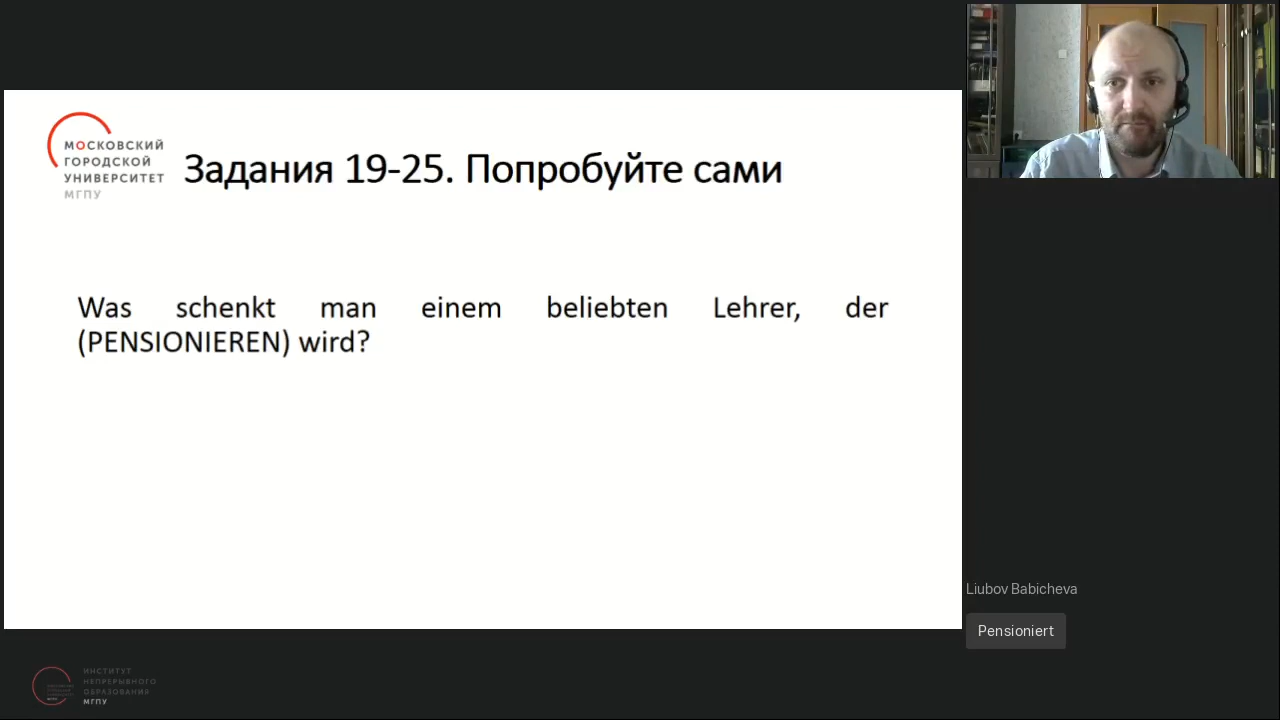 МОСКОВСКИЙ
ГОРОДСКОЙ
УНИВЕРСИТЕТ
МГПУ
Задания 19-25. Попробуйте сами
Was schenkt man einem beliebten Lehrer, der
(PENSIONIEREN) wird?
Liubov Babicheva
Pensioniert
ИНСТИТУТ
НЕПРЕРЫВНОГО
ОБРАЗОВАНИЯ
МГПУ